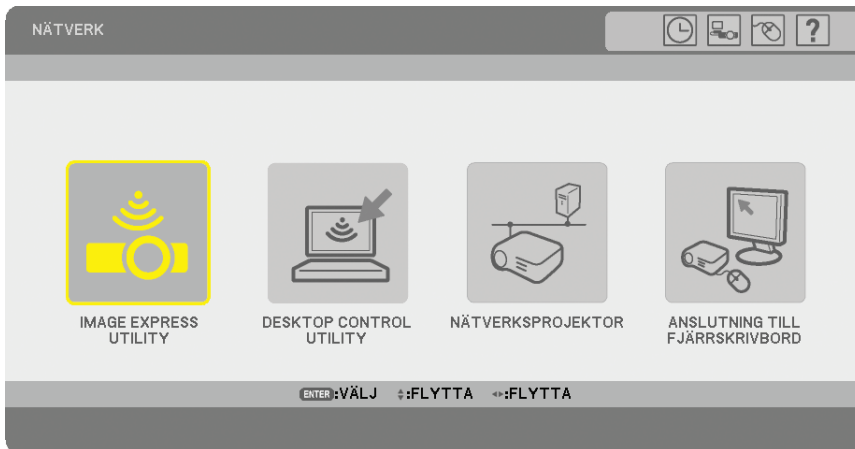 NÄTVERK
?
IMAGE EXPRESS
UTILITY
DESKTOP CONTROL
UTILITY
NÄTVERKSPROJEKTOR
ANSLUTNING TILL
FJÄRRSKRIVBORD
ENTER:VÄLJ :FLYTTA :FLYTTA